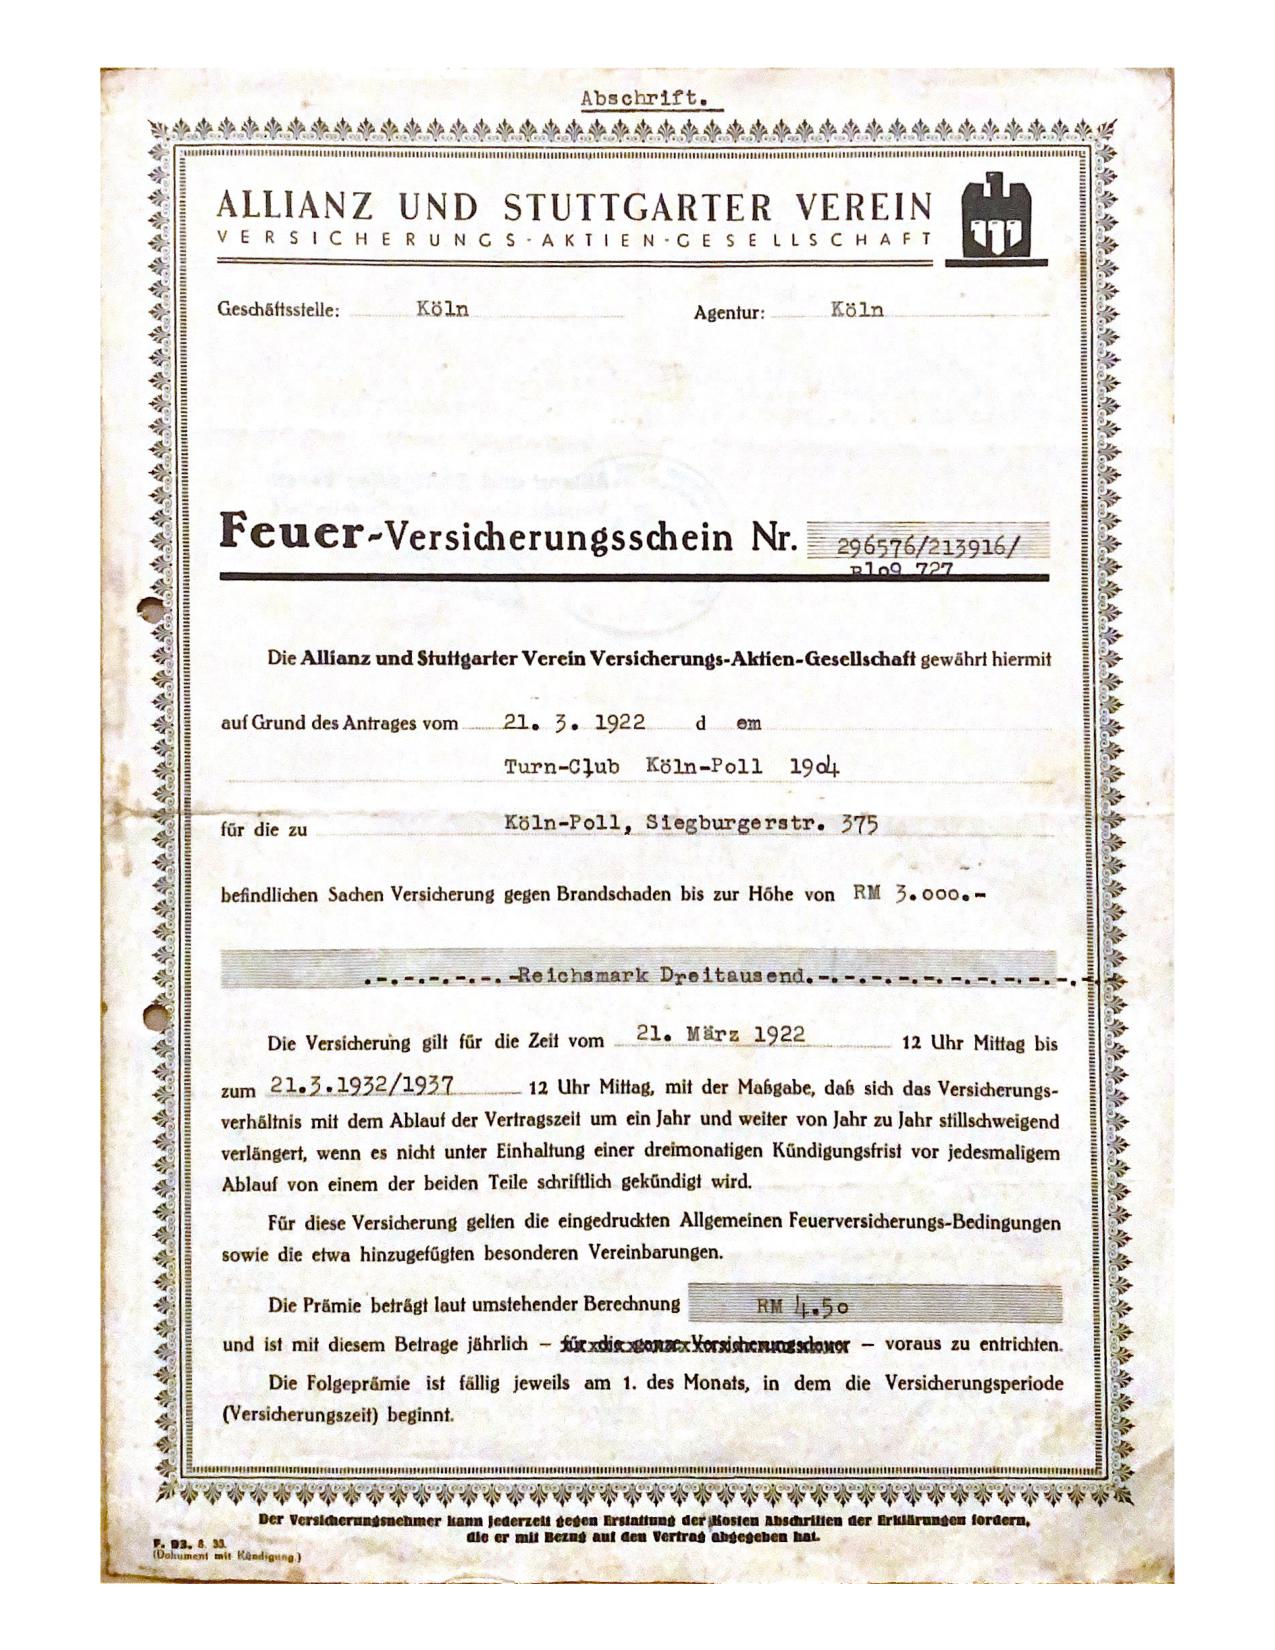 Abschrift.
ALLIANZ UND STUTTGARTER VEREIN
VERSICHERUNGS-AKTIEN-GESELLSCHAFT
Geschäftsstelle: Köln Agentur: Köln
Feuer-Versicherungsschein Nr. 296576/213916/
B1o9 727
Die Allianz und Stuttgarter Verein Versicherungs-Aktien-Gesellschaft gewährt hiermit
auf Grund des Antrages vom 21. 3. 1922 d em
Turn-Club Köln-Poll 1904
für die zu Köln-Poll, Siegburgerstr. 375
befindlichen Sachen Versicherung gegen Brandschaden bis zur Höhe von RM 3.000.-
.-.-.-.-.-.-Reichsmark Dreitausend.-.-.-.-.-.-.-.-.-.-.-
Die Versicherung gilt für die Zeit vom 21. März 1922 12 Uhr Mittag bis
zum 21.3.1932/1937 12 Uhr Mittag, mit der Maßgabe, daß sich das Versicherungs-
verhältnis mit dem Ablauf der Vertragszeit um ein Jahr und weiter von Jahr zu Jahr stillschweigend
verlängert, wenn es nicht unter Einhaltung einer dreimonatigen Kündigungsfrist vor jedesmaligem
Ablauf von einem der beiden Teile schriftlich gekündigt wird.
Für diese Versicherung gelten die eingedruckten Allgemeinen Feuerversicherungs-Bedingungen
sowie die etwa hinzugefügten besonderen Vereinbarungen.
Die Prämie beträgt laut umstehender Berechnung RM 4.50
und ist mit diesem Betrage jährlich – für die ganze Versicherungsdauer – voraus zu entrichten.
Die Folgeprämie ist fällig jeweils am 1. des Monats, in dem die Versicherungsperiode
(Versicherungszeit) beginnt.
Der Versicherungsnehmer kann jederzeit gegen Erstattung der Kosten Abschriften der Erklärungen fordern,
die er mit Bezug auf den Vertrag abgegeben hat.
F. 93. 8. 33.
(Dokument mit Kündigung)